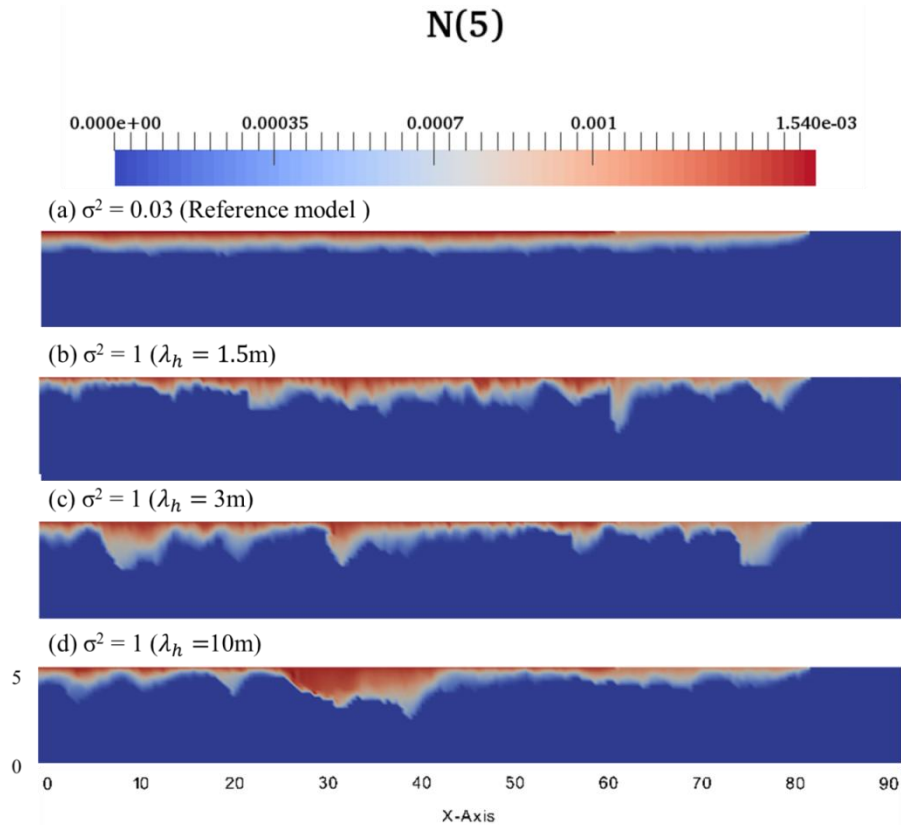 N(5)
0.000e+00 0.00035 0.0007 0.001 1.540e-03
(a) σ² = 0.03 (Reference model )
(b) σ² = 1 (λₕ = 1.5m)
(c) σ² = 1 (λₕ = 3m)
(d) σ² = 1 (λₕ =10m)
5
0
0 10 20 30 40 50 60 70 80 90
X-Axis